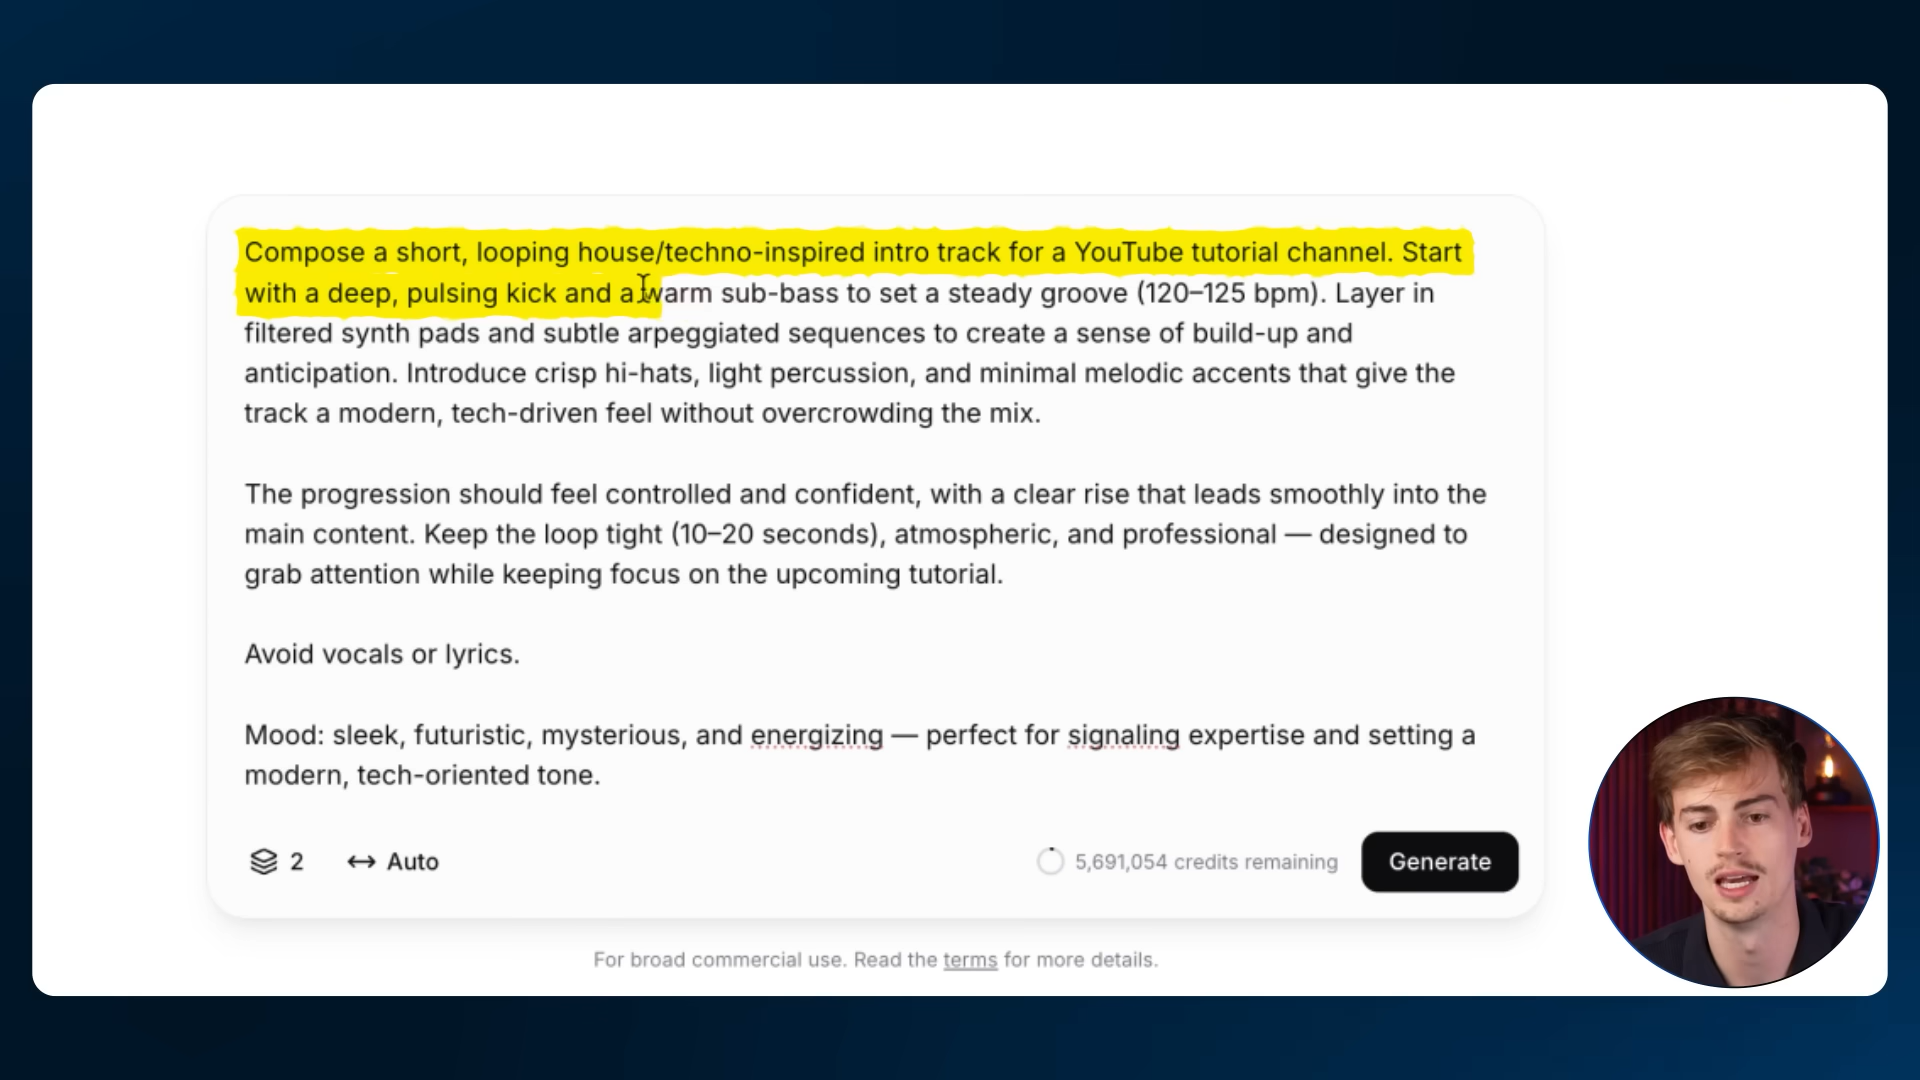 Compose a short, looping house/techno-inspired intro track for a YouTube tutorial channel. Start
with a deep, pulsing kick and a warm sub-bass to set a steady groove (120–125 bpm). Layer in
filtered synth pads and subtle arpeggiated sequences to create a sense of build-up and
anticipation. Introduce crisp hi-hats, light percussion, and minimal melodic accents that give the
track a modern, tech-driven feel without overcrowding the mix.
The progression should feel controlled and confident, with a clear rise that leads smoothly into the
main content. Keep the loop tight (10–20 seconds), atmospheric, and professional — designed to
grab attention while keeping focus on the upcoming tutorial.
Avoid vocals or lyrics.
Mood: sleek, futuristic, mysterious, and energizing — perfect for signaling expertise and setting a
modern, tech-oriented tone.
2 Auto 5,691,054 credits remaining Generate
For broad commercial use. Read the terms for more details.